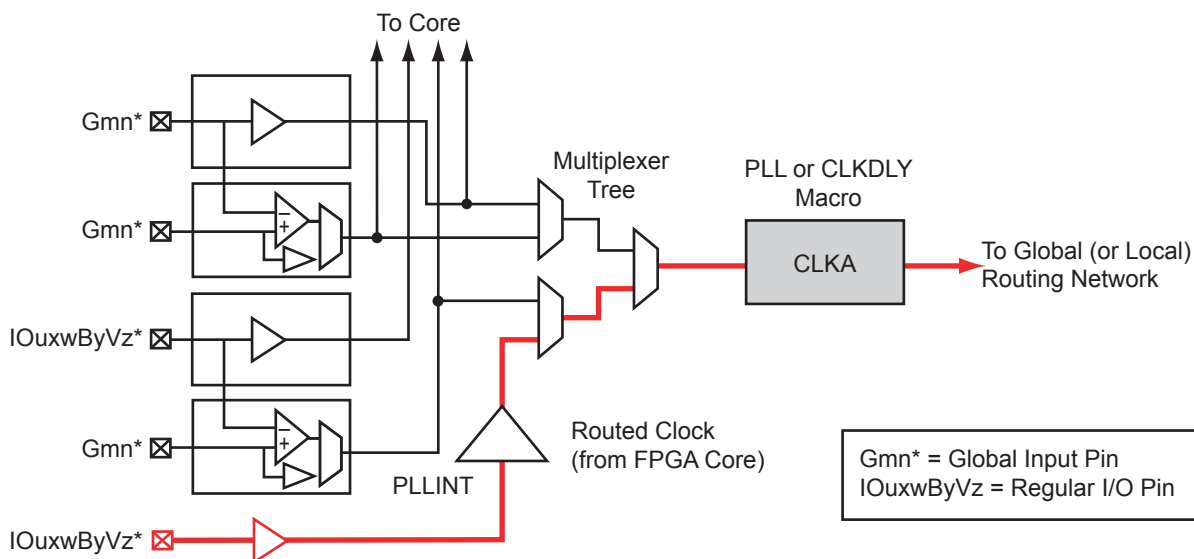 To Core
Gmn*
Multiplexer
Tree
PLL or CLKDLY
Macro
Gmn*
−
+
CLKA
To Global (or Local)
Routing Network
IOuxwByVz*
Gmn*
−
+
Routed Clock
(from FPGA Core)
PLLINT
Gmn* = Global Input Pin
IOuxwByVz = Regular I/O Pin
IOuxwByVz*